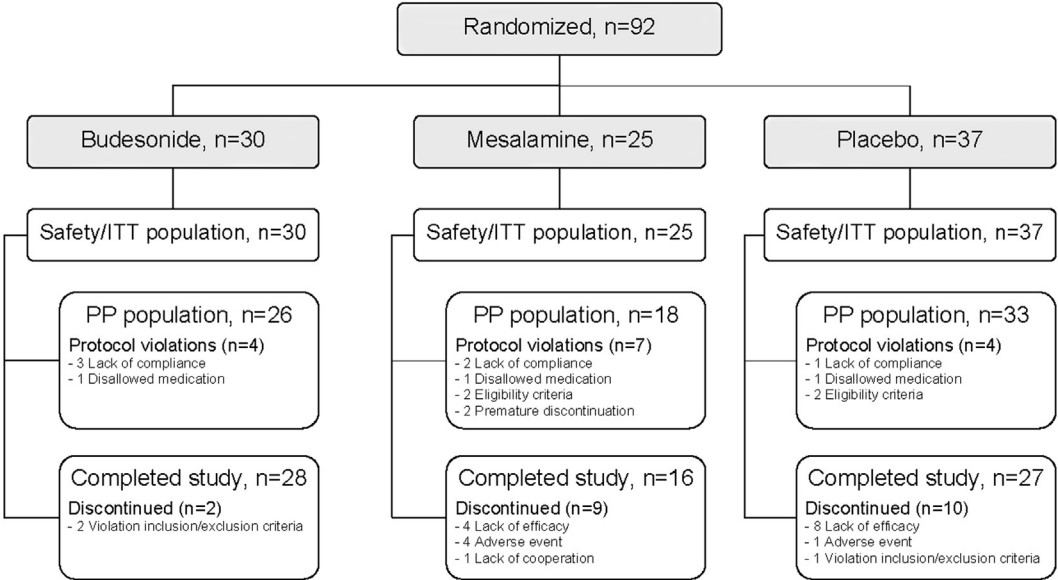 Randomized, n=92
Budesonide, n=30
Mesalamine, n=25
Placebo, n=37
Safety/ITT population, n=30
Safety/ITT population, n=25
Safety/ITT population, n=37
PP population, n=26
Protocol violations (n=4)
- 3 Lack of compliance
- 1 Disallowed medication
PP population, n=18
Protocol violations (n=7)
- 2 Lack of compliance
- 1 Disallowed medication
- 2 Eligibility criteria
- 2 Premature discontinuation
PP population, n=33
Protocol violations (n=4)
- 1 Lack of compliance
- 1 Disallowed medication
- 2 Eligibility criteria
Completed study, n=28
Discontinued (n=2)
- 2 Violation inclusion/exclusion criteria
Completed study, n=16
Discontinued (n=9)
- 4 Lack of efficacy
- 4 Adverse event
- 1 Lack of cooperation
Completed study, n=27
Discontinued (n=10)
- 8 Lack of efficacy
- 1 Adverse event
- 1 Violation inclusion/exclusion criteria